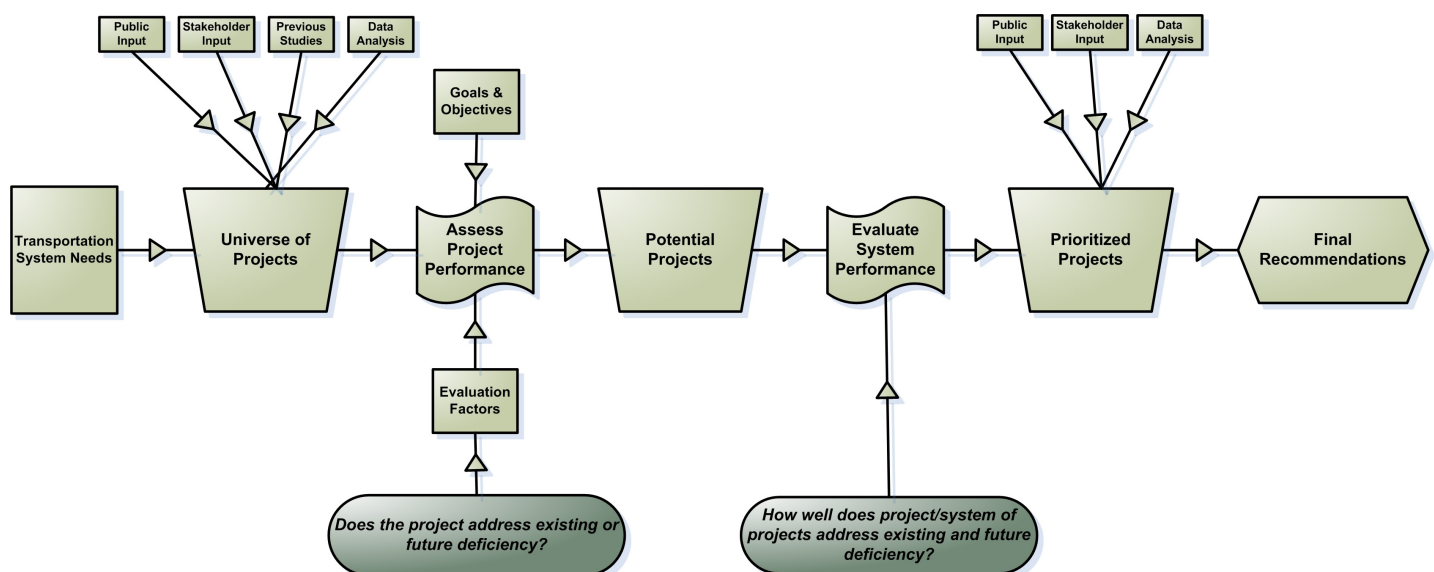 Public
Input
Stakeholder
Input
Previous
Studies
Data
Analysis
Public
Input
Stakeholder
Input
Data
Analysis
Goals &
Objectives
Transportation
System Needs
Universe of
Projects
Assess
Project
Performance
Potential
Projects
Evaluate
System
Performance
Prioritized
Projects
Final
Recommendations
Evaluation
Factors
Does the project address existing or
future deficiency?
How well does project/system of
projects address existing and future
deficiency?